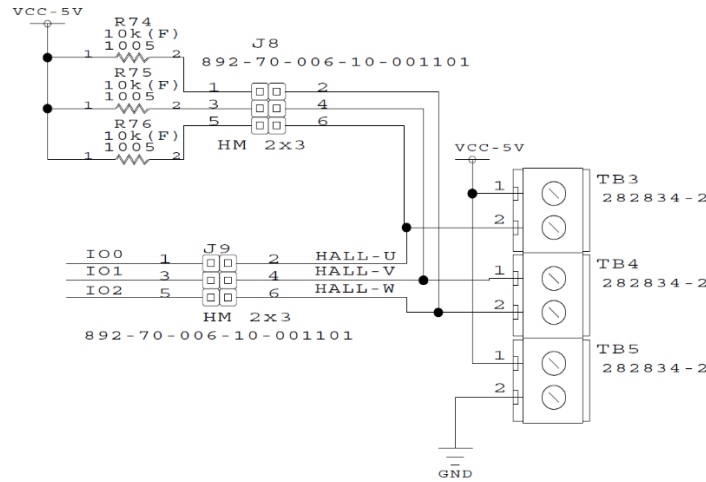 VCC-5V
R74
10k(F)
1005
1 2
R75
10k(F)
1005
1 2
R76
10k(F)
1005
1 2
J8
892-70-006-10-001101
1 2
3 4
5 6
HM 2x3
VCC-5V
1
2
TB3
282834-2
1
2
TB4
282834-2
1
2
TB5
282834-2
GND
J9
IO0 1 2 HALL-U
IO1 3 4 HALL-V
IO2 5 6 HALL-W
HM 2x3
892-70-006-10-001101